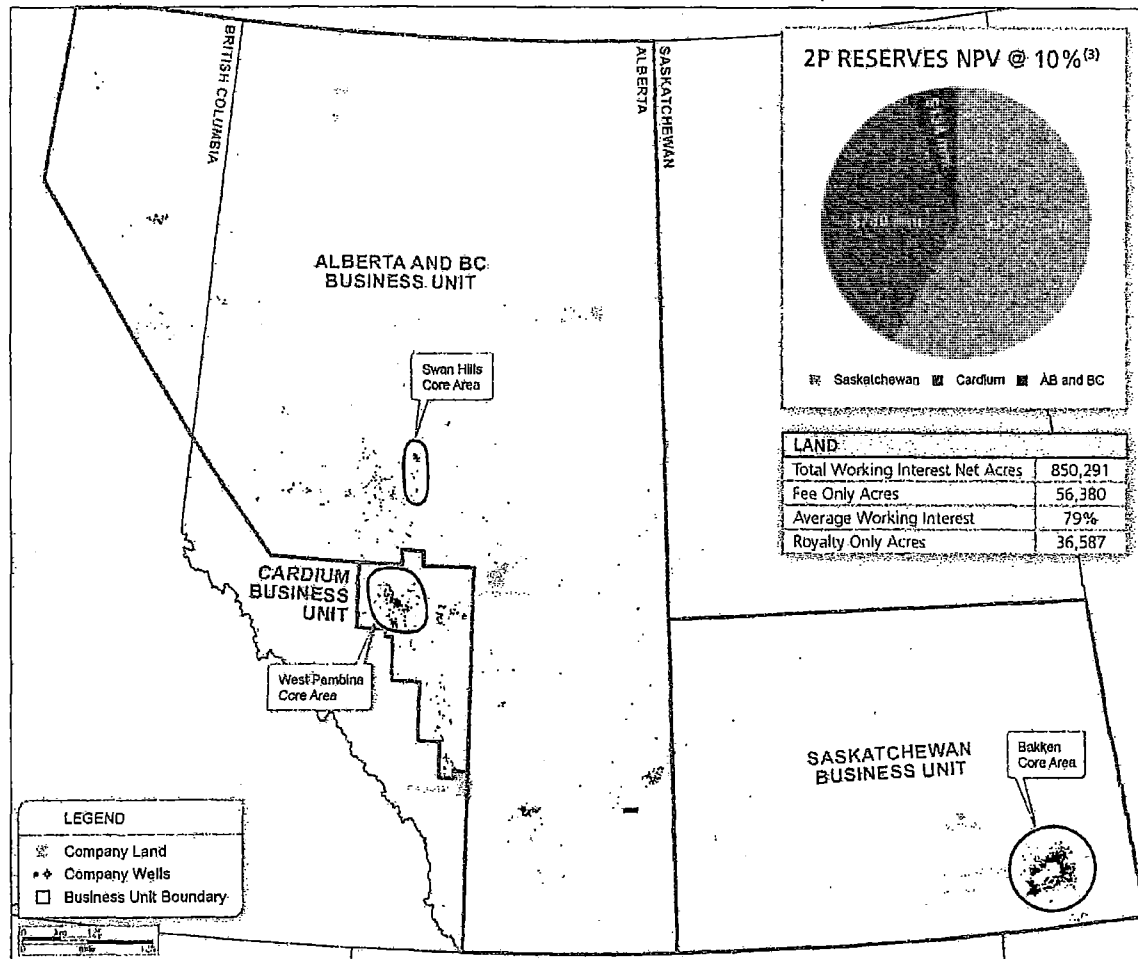 BRITISH COLUMBIA
ALBERTA
SASKATCHEWAN
2P RESERVES NPV @ 10%(3)
Saskatchewan Cardium AB and BC
ALBERTA AND BC
BUSINESS UNIT
Swan Hills
Core Area
LAND
Total Working Interest Net Acres 850,291
Fee Only Acres 56,380
Average Working Interest 79%
Royalty Only Acres 36,587
CARDIUM
BUSINESS
UNIT
West Pembina
Core Area
SASKATCHEWAN
BUSINESS UNIT
Bakken
Core Area
LEGEND
Company Land
Company Wells
Business Unit Boundary